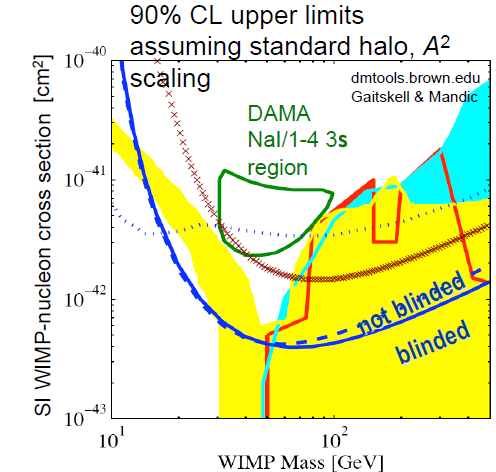 90% CL upper limits
assuming standard halo, A²
scaling
dmtools.brown.edu
Gaitskell & Mandic
DAMA
NaI/1-4 3s
region
SI WIMP-nucleon cross section [cm²]
10⁻⁴⁰
10⁻⁴¹
10⁻⁴²
10⁻⁴³
not blinded
blinded
10¹
10²
WIMP Mass [GeV]